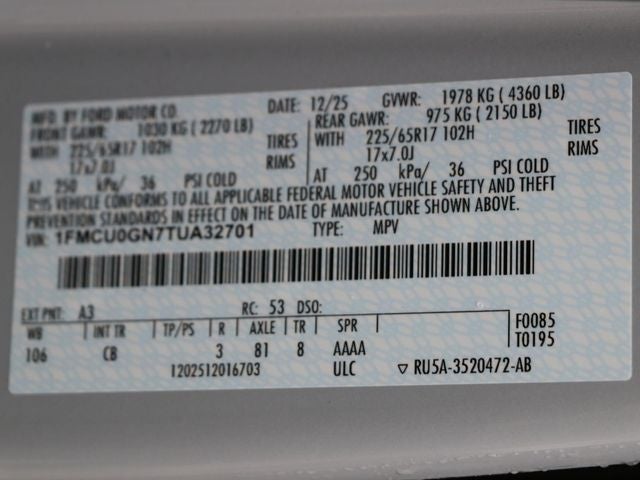 MFD. BY FORD MOTOR CO. DATE: 12/25 GVWR: 1978 KG ( 4360 LB)
FRONT GAWR: 1030 KG ( 2270 LB) REAR GAWR: 975 KG ( 2150 LB)
WITH 225/65R17 102H TIRES WITH 225/65R17 102H TIRES
17x7.0J RIMS 17x7.0J RIMS
AT 250 kPa/ 36 PSI COLD AT 250 kPa/ 36 PSI COLD
THIS VEHICLE CONFORMS TO ALL APPLICABLE FEDERAL MOTOR VEHICLE SAFETY AND THEFT
PREVENTION STANDARDS IN EFFECT ON THE DATE OF MANUFACTURE SHOWN ABOVE.
VIN: 1FMCU0GN7TUA32701 TYPE: MPV
EXT PNT: A3 RC: 53 DSO:
WB INT TR TP/PS R AXLE TR SPR F0085
106 CB 3 81 8 AAAA T0195
1202512016703 ULC ▽ RU5A-3520472-AB